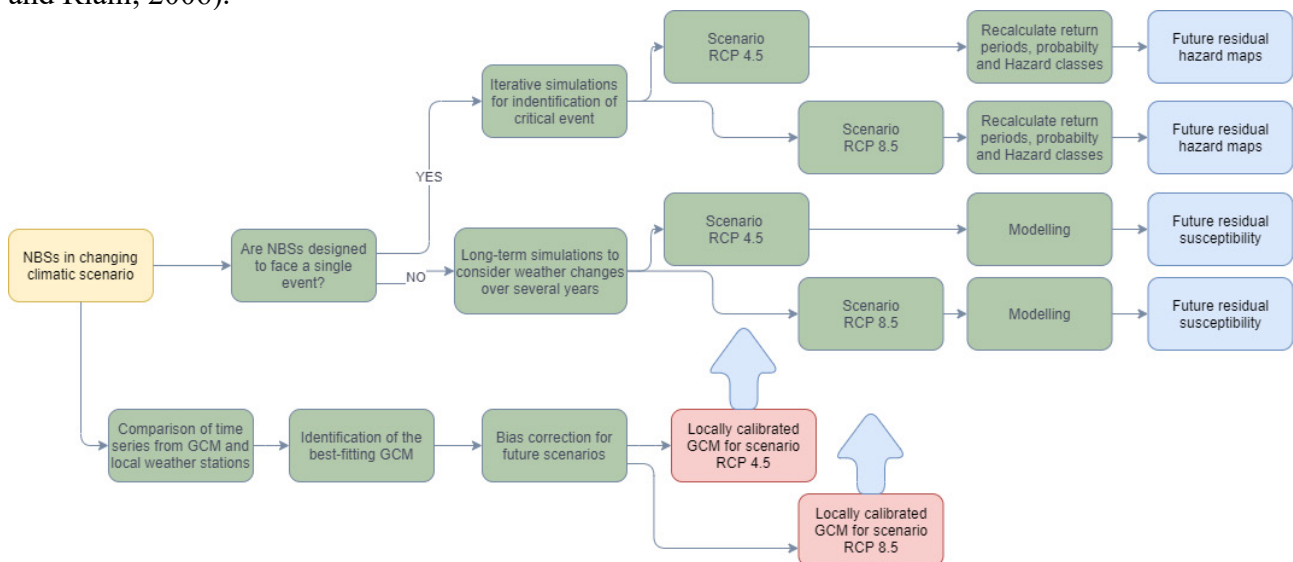 and Riahi, 2006).
Scenario
RCP 4.5
Recalculate return
periods, probabilty
and Hazard classes
Future residual
hazard maps
Iterative simulations
for indentification of
critical event
Scenario
RCP 8.5
Recalculate return
periods, probabilty
and Hazard classes
Future residual
hazard maps
YES
NBSs in changing
climatic scenario
Are NBSs designed
to face a single
event?
NO
Long-term simulations to
consider weather changes
over several years
Scenario
RCP 4.5
Modelling
Future residual
susceptibility
Scenario
RCP 8.5
Modelling
Future residual
susceptibility
Comparison of time
series from GCM and
local weather stations
Identification of the
best-fitting GCM
Bias correction for
future scenarios
Locally calibrated
GCM for scenario
RCP 4.5
Locally calibrated
GCM for scenario
RCP 8.5